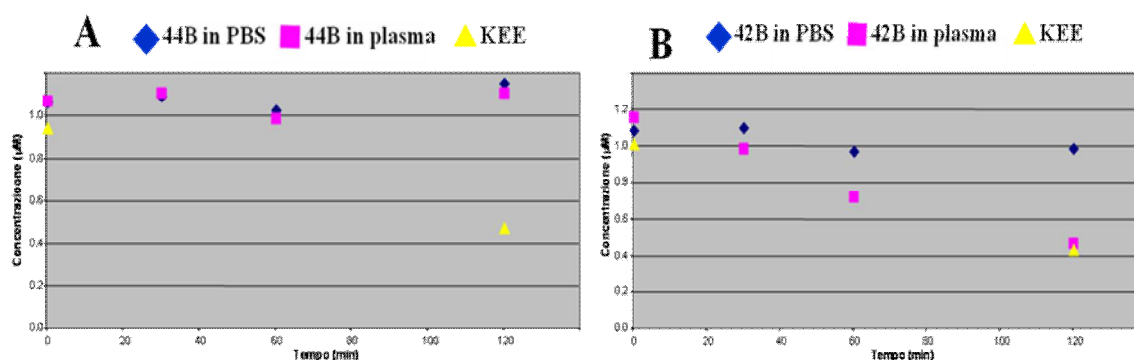 A 44B in PBS 44B in plasma KEE
1.0
0.8
0.6
0.4
0.2
0.0
Concentrazioone (µM)
0 20 40 60 80 100 120
Tempo (min)
B 42B in PBS 42B in plasma KEE
1.2
1.0
0.8
0.6
0.4
0.2
0.0
Concentrazione (µM)
0 20 40 60 80 100 120
Tempo (min)